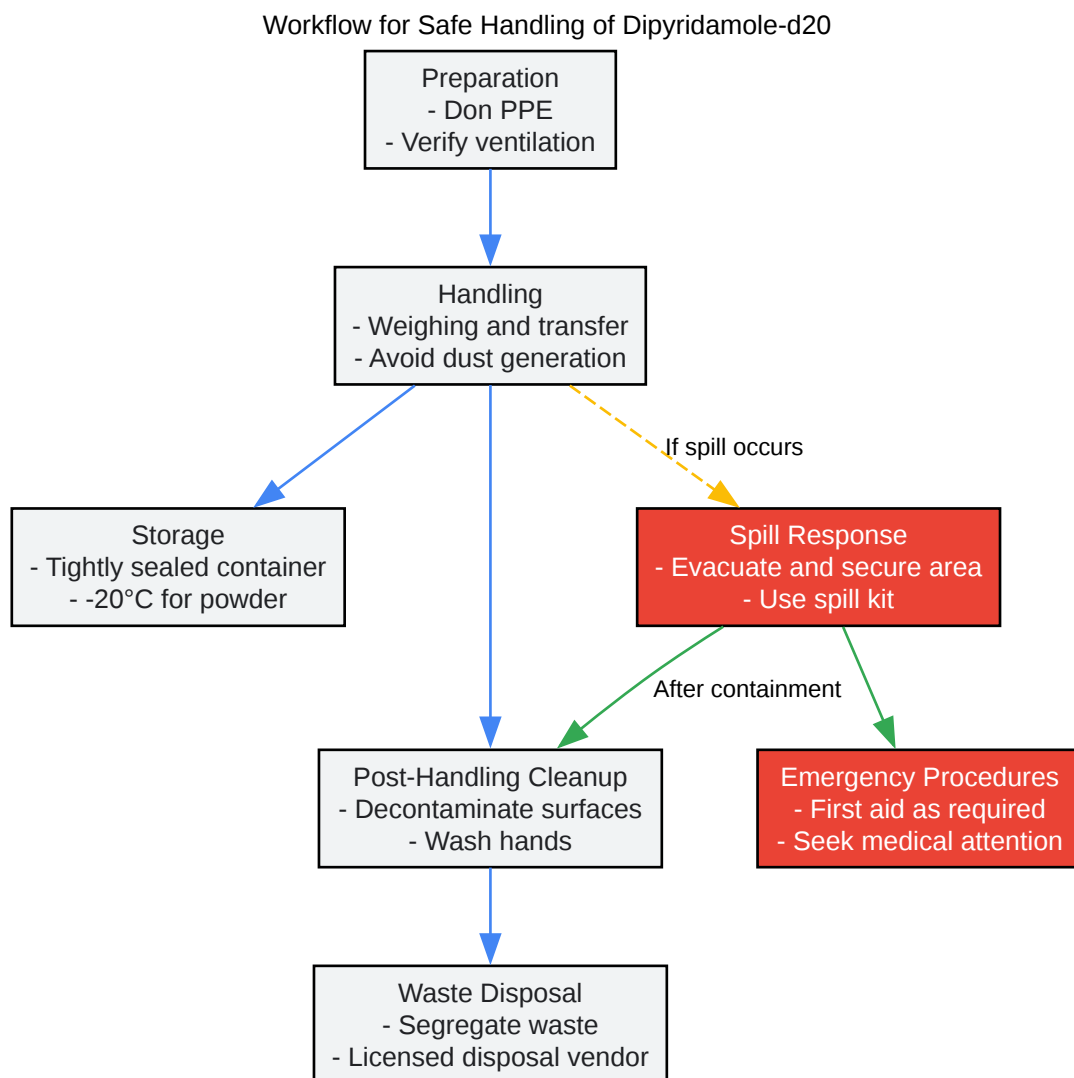 Workflow for Safe Handling of Dipyridamole-d20
Preparation
- Don PPE
- Verify ventilation
Handling
- Weighing and transfer
- Avoid dust generation
If spill occurs
Storage
- Tightly sealed container
- -20°C for powder
Spill Response
- Evacuate and secure area
- Use spill kit
After containment
Post-Handling Cleanup
- Decontaminate surfaces
- Wash hands
Emergency Procedures
- First aid as required
- Seek medical attention
Waste Disposal
- Segregate waste
- Licensed disposal vendor